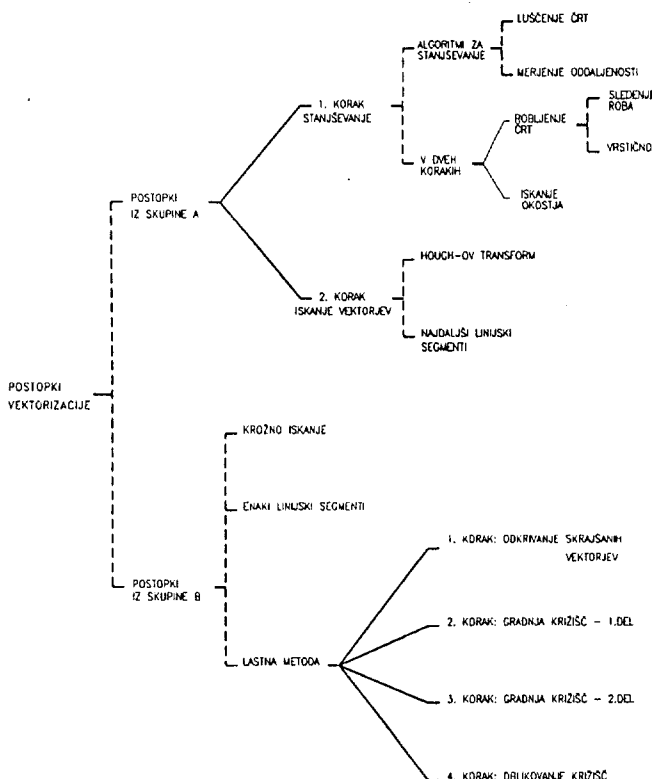 LUŠČENJE ČRT
ALGORITMI ZA
STANJŠEVANJE
MERJENJE ODDALJENOSTI
1. KORAK
STANJŠEVANJE
SLEDENJE
ROBA
ROBLJENJE
ČRT
VRSTIČNO
V DVEH
KORAKIH
ISKANJE
OKOSTJA
POSTOPKI
IZ SKUPINE A
HOUGH-OV TRANSFORM
2. KORAK
ISKANJE VEKTORJEV
NAJDALJŠI LINIJSKI
SEGMENTI
POSTOPKI
VEKTORIZACIJE
KROŽNO ISKANJE
ENAKI LINIJSKI SEGMENTI
1. KORAK: ODKRIVANJE SKRAJŠANIH
VEKTORJEV
POSTOPKI
IZ SKUPINE B
2. KORAK: GRADNJA KRIŽIŠČ - 1.DEL
LASTNA METODA
3. KORAK: GRADNJA KRIŽIŠČ - 2.DEL
4. KORAK: OBLIKOVANJE KRIŽIŠČ